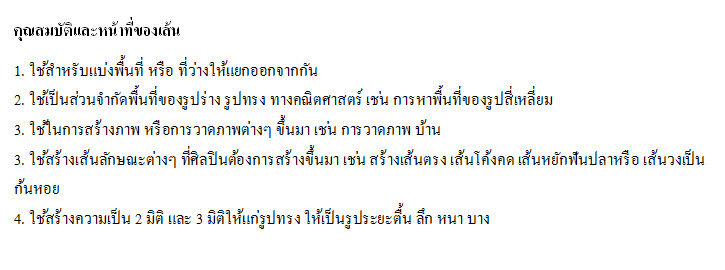 คุณสมบัติและหน้าที่ของเส้น
1. ใช้สำหรับแบ่งพื้นที่ หรือ ที่ว่างให้แยกออกจากกัน
2. ใช้เป็นส่วนจำกัดพื้นที่ของรูปร่าง รูปทรง ทางคณิตศาสตร์ เช่น การหาพื้นที่ของรูปสี่เหลี่ยม
3. ใช้ในการสร้างภาพ หรือการวาดภาพต่างๆ ขึ้นมา เช่น การวาดภาพ บ้าน
3. ใช้สร้างเส้นลักษณะต่างๆ ที่ศิลปินต้องการสร้างขึ้นมา เช่น สร้างเส้นตรง เส้นโค้งคด เส้นหยักฟันปลาหรือ เส้นวงเป็น
ก้นหอย
4. ใช้สร้างความเป็น 2 มิติ และ 3 มิติให้แก่รูปทรง ให้เป็นรูประยะตื้น ลึก หนา บาง